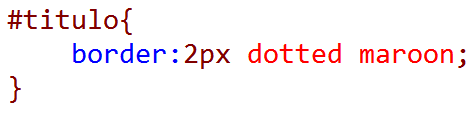 #titulo{
    border:2px dotted maroon;
}